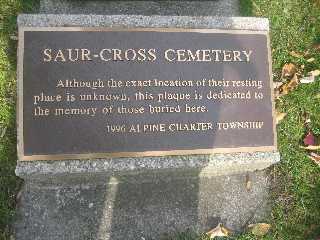 SAUR-CROSS CEMETERY
Although the exact location of their resting
place is unknown, this plaque is dedicated to
the memory of those buried here.
1996 ALPINE CHARTER TOWNSHIP